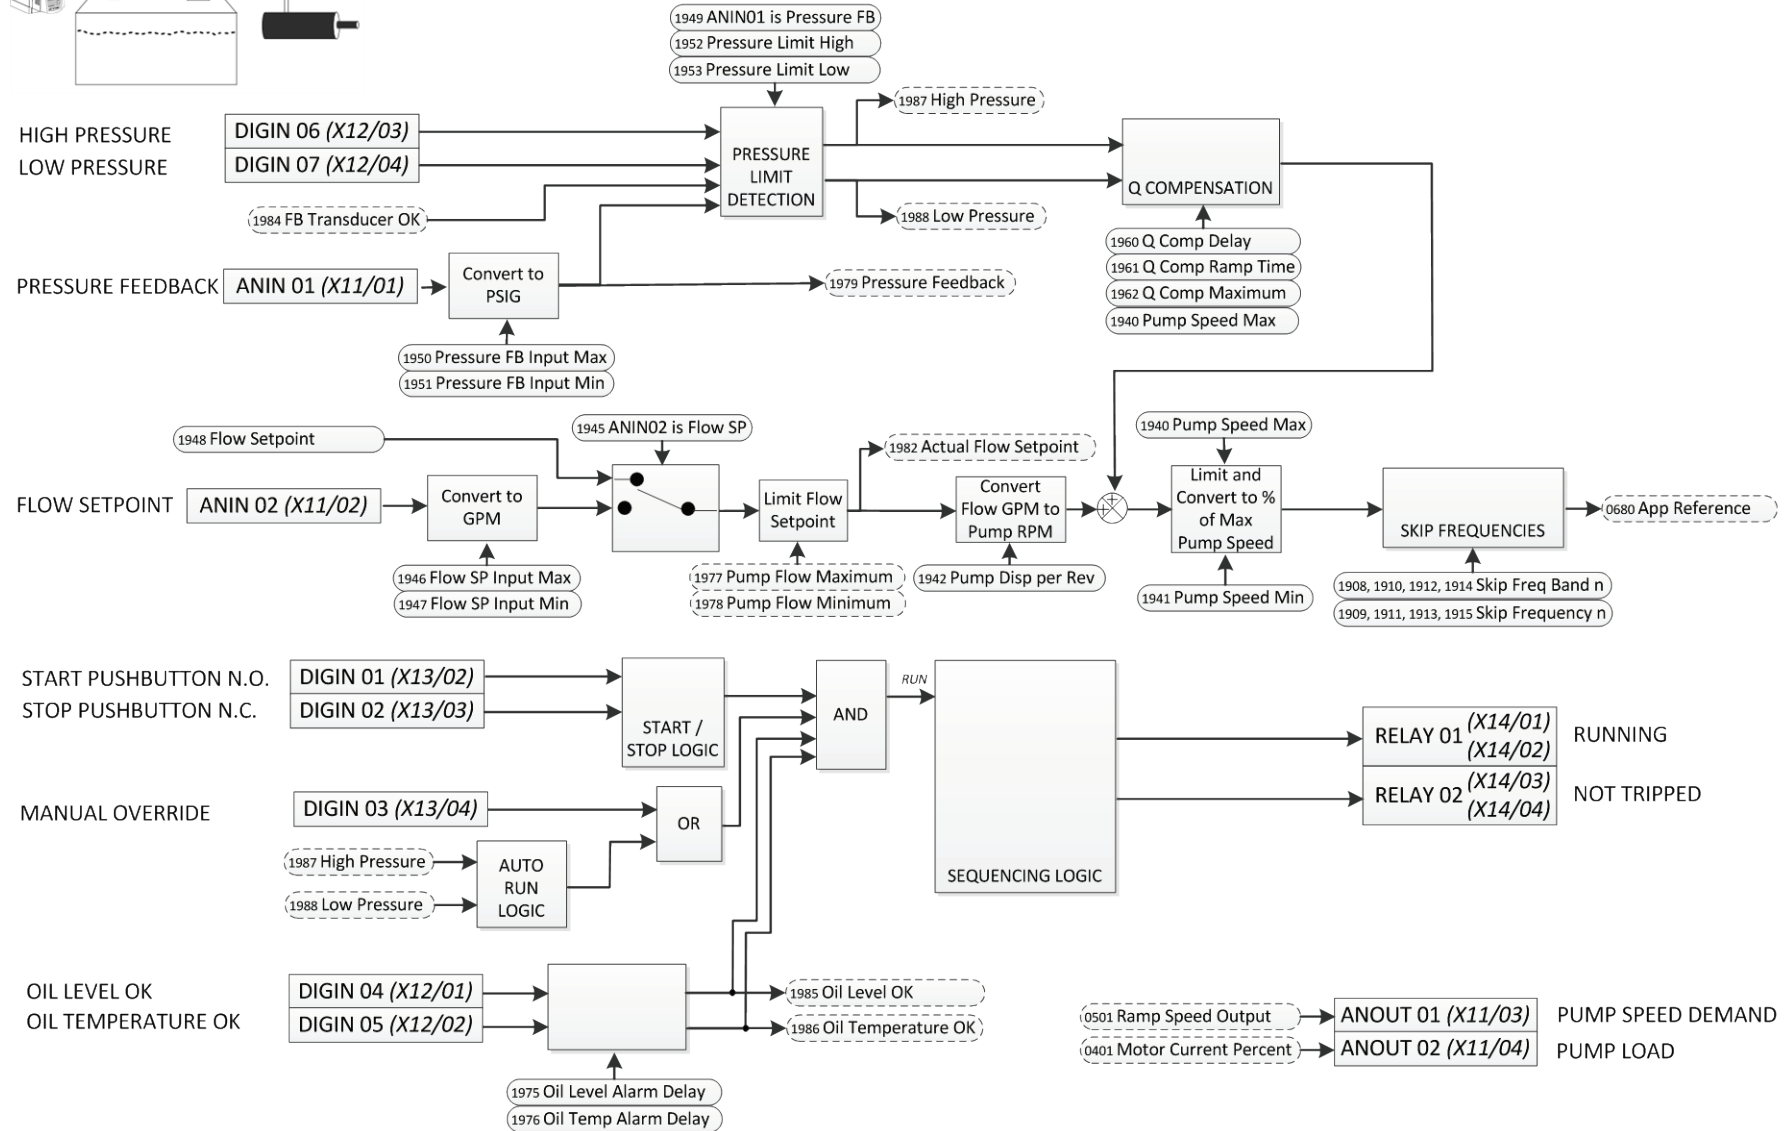 1949 ANIN01 is Pressure FB
1952 Pressure Limit High
1953 Pressure Limit Low
1987 High Pressure
HIGH PRESSURE
DIGIN 06 (X12/03)
LOW PRESSURE
DIGIN 07 (X12/04)
PRESSURE
LIMIT
DETECTION
Q COMPENSATION
1984 FB Transducer OK
1988 Low Pressure
1960 Q Comp Delay
1961 Q Comp Ramp Time
1962 Q Comp Maximum
1940 Pump Speed Max
PRESSURE FEEDBACK
ANIN 01 (X11/01)
Convert to
PSIG
1979 Pressure Feedback
1950 Pressure FB Input Max
1951 Pressure FB Input Min
1948 Flow Setpoint
1945 ANIN02 is Flow SP
1982 Actual Flow Setpoint
1940 Pump Speed Max
FLOW SETPOINT
ANIN 02 (X11/02)
Convert to
GPM
Limit Flow
Setpoint
Convert
Flow GPM to
Pump RPM
+
+
Limit and
Convert to %
of Max
Pump Speed
SKIP FREQUENCIES
0680 App Reference
1946 Flow SP Input Max
1947 Flow SP Input Min
1977 Pump Flow Maximum
1978 Pump Flow Minimum
1942 Pump Disp per Rev
1941 Pump Speed Min
1908, 1910, 1912, 1914 Skip Freq Band n
1909, 1911, 1913, 1915 Skip Frequency n
START PUSHBUTTON N.O.
DIGIN 01 (X13/02)
STOP PUSHBUTTON N.C.
DIGIN 02 (X13/03)
START /
STOP LOGIC
AND
RUN
SEQUENCING LOGIC
RELAY 01 (X14/01)
(X14/02)
RUNNING
RELAY 02 (X14/03)
(X14/04)
NOT TRIPPED
MANUAL OVERRIDE
DIGIN 03 (X13/04)
OR
1987 High Pressure
1988 Low Pressure
AUTO
RUN
LOGIC
OIL LEVEL OK
DIGIN 04 (X12/01)
OIL TEMPERATURE OK
DIGIN 05 (X12/02)
1985 Oil Level OK
1986 Oil Temperature OK
1975 Oil Level Alarm Delay
1976 Oil Temp Alarm Delay
0501 Ramp Speed Output
ANOUT 01 (X11/03)
PUMP SPEED DEMAND
0401 Motor Current Percent
ANOUT 02 (X11/04)
PUMP LOAD